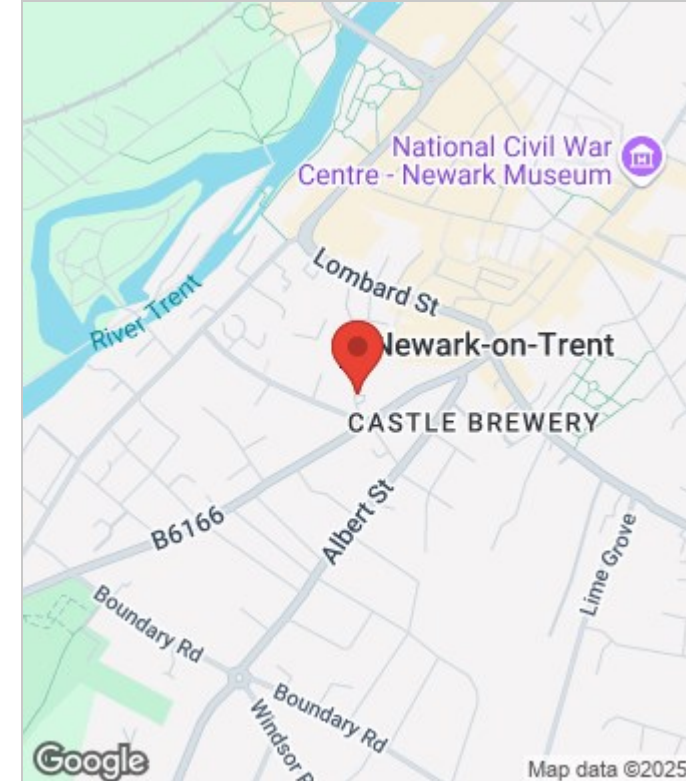 National Civil War
Centre - Newark Museum
Lombard St
River Trent
Newark-on-Trent
CASTLE BREWERY
B6166
Albert St
Lime Grove
Boundary Rd
Boundary Rd
Windsor R
Google
Map data ©2025